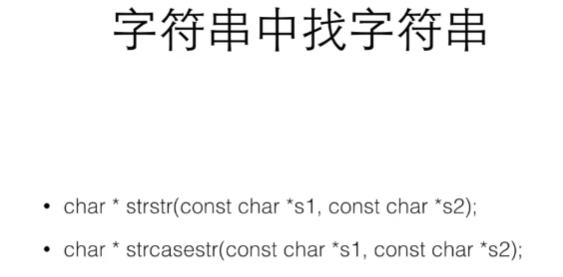 字符串中找字符串
• char * strstr(const char *s1, const char *s2);
• char * strcasestr(const char *s1, const char *s2);